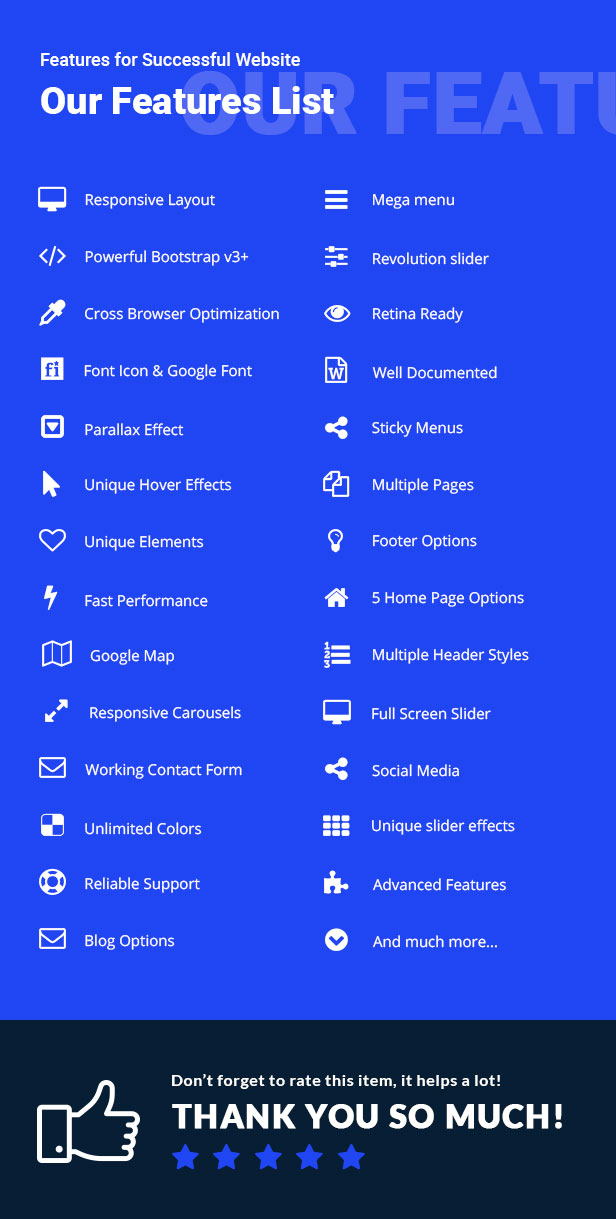 Features for Successful Website
Our Features List
OUR FEATU
Responsive Layout
Mega menu
Powerful Bootstrap v3+
Revolution slider
Cross Browser Optimization
Retina Ready
fi
Font Icon & Google Font
W
Well Documented
Parallax Effect
Sticky Menus
Unique Hover Effects
Multiple Pages
Unique Elements
Footer Options
Fast Performance
5 Home Page Options
Google Map
1
2
3
Multiple Header Styles
Responsive Carousels
Full Screen Slider
Working Contact Form
Social Media
Unlimited Colors
Unique slider effects
Reliable Support
Advanced Features
Blog Options
And much more...
Don’t forget to rate this item, it helps a lot!
THANK YOU SO MUCH!